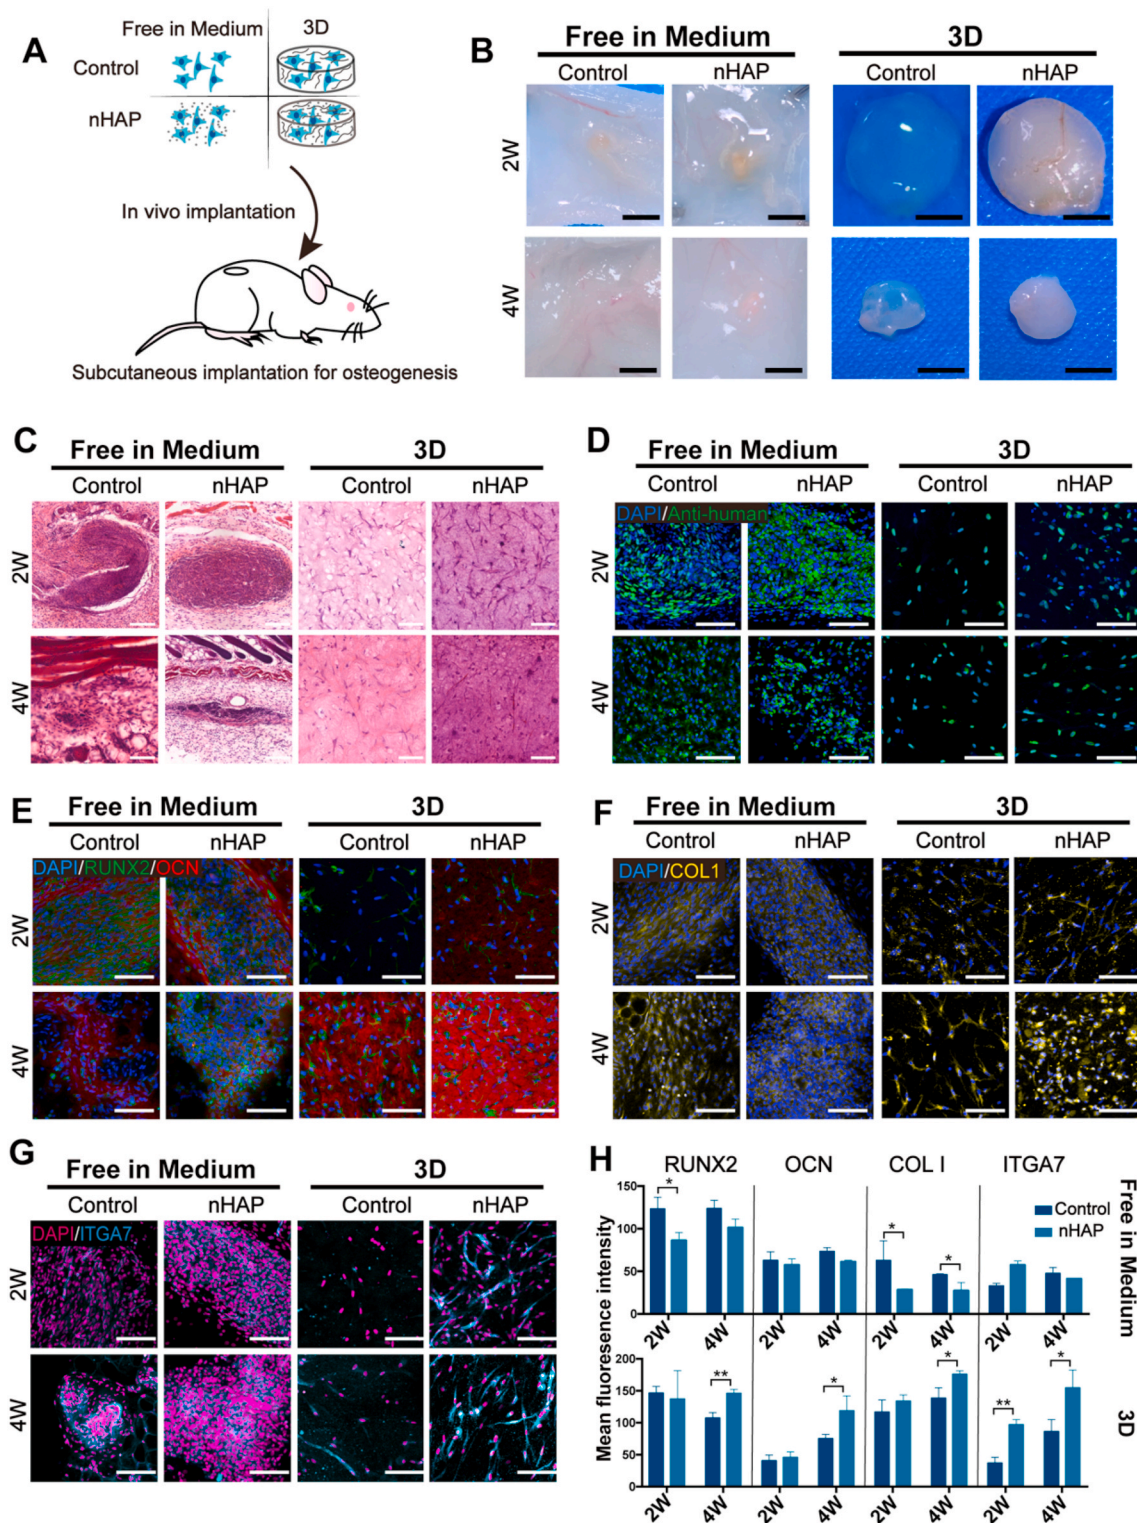 A
Free in Medium
3D
Control
nHAP
In vivo implantation
Subcutaneous implantation for osteogenesis
B
Free in Medium
3D
Control
nHAP
Control
nHAP
2W
4W
C
Free in Medium
3D
Control
nHAP
Control
nHAP
2W
4W
D
Free in Medium
3D
Control
nHAP
Control
nHAP
DAPI/Anti-human
2W
4W
E
Free in Medium
3D
Control
nHAP
Control
nHAP
DAPI/RUNX2/OCN
2W
4W
F
Free in Medium
3D
Control
nHAP
Control
nHAP
DAPI/COL1
2W
4W
G
Free in Medium
3D
Control
nHAP
Control
nHAP
DAPI/ITGA7
2W
4W
H
RUNX2
OCN
COL I
ITGA7
Mean fluoresence intensity
150
100
50
0
*
*
*
Control
nHAP
2W
4W
2W
4W
2W
4W
2W
4W
Free in Medium
200
150
100
50
0
**
*
*
**
*
2W
4W
2W
4W
2W
4W
2W
4W
3D